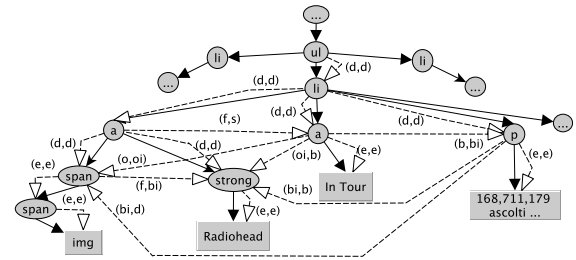 ...
ul
li
li
...
(d,d)
...
li
(d,d)
(d,d)
(d,d)
...
a
(f,s)
a
(b,bi)
p
(d,d)
(d,d)
(oi,b)
(e,e)
(e,e)
(e,e)
(o,oi)
span
(f,bi)
strong
In Tour
(bi,b)
168,711,179
ascolti ...
span
(e,e)
(bi,d)
(e,e)
img
Radiohead